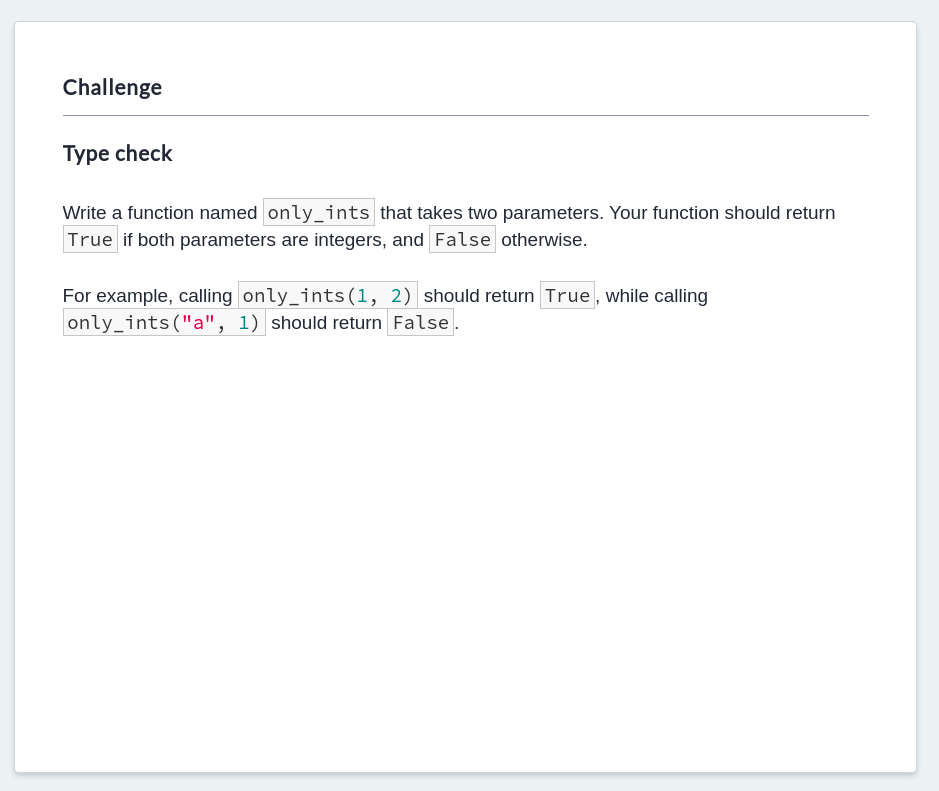 Challenge
Type check
Write a function named only_ints that takes two parameters. Your function should return
True if both parameters are integers, and False otherwise.
For example, calling only_ints(1, 2) should return True, while calling
only_ints("a", 1) should return False.